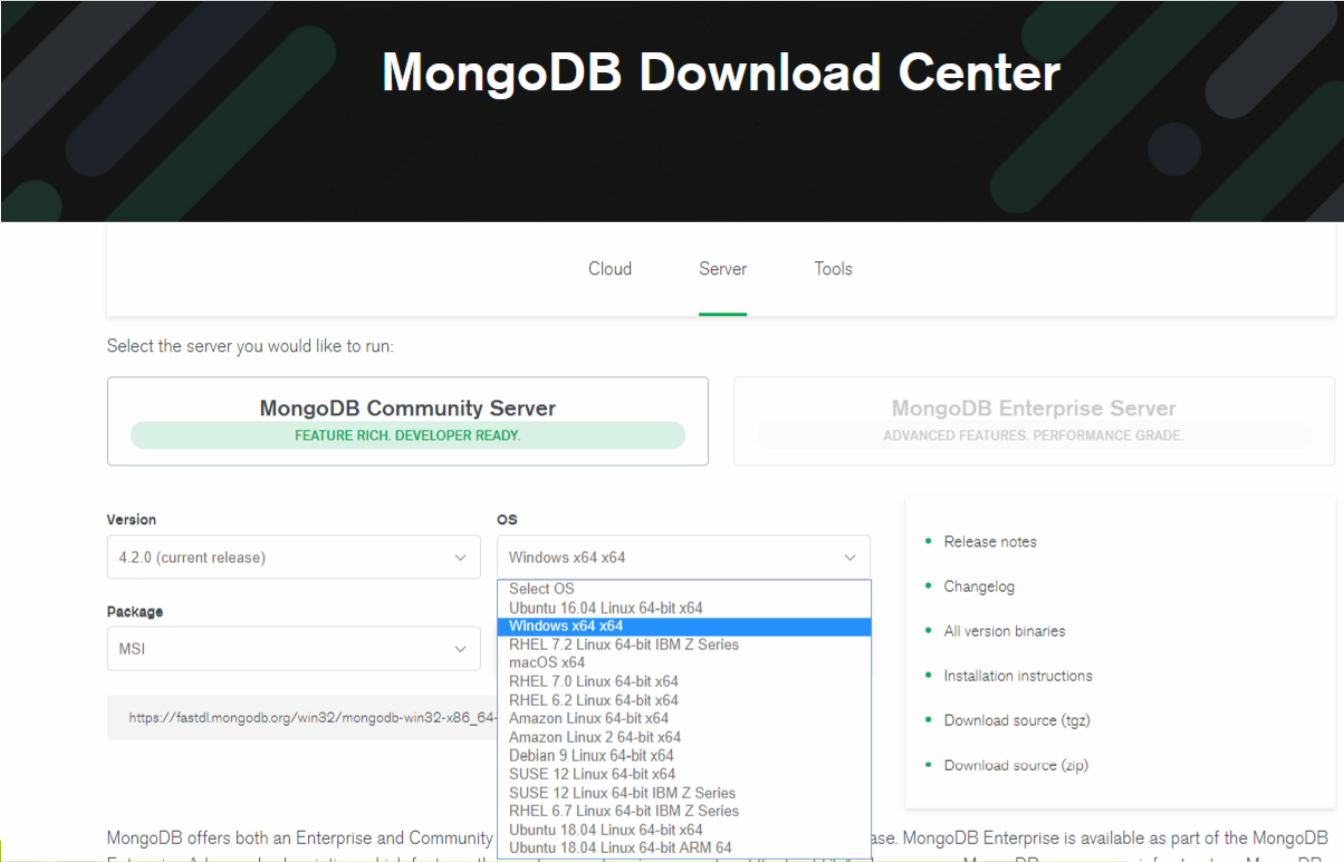 MongoDB Download Center
Cloud
Server
Tools
Select the server you would like to run:
MongoDB Community Server
FEATURE RICH. DEVELOPER READY.
MongoDB Enterprise Server
ADVANCED FEATURES. PERFORMANCE GRADE.
Version
4.2.0 (current release)
OS
Windows x64 x64
Package
MSI
https://fastdl.mongodb.org/win32/mongodb-win32-x86_64-
Select OS
Ubuntu 16.04 Linux 64-bit x64
Windows x64 x64
RHEL 7.2 Linux 64-bit IBM Z Series
macOS x64
RHEL 7.0 Linux 64-bit x64
RHEL 6.2 Linux 64-bit x64
Amazon Linux 64-bit x64
Amazon Linux 2 64-bit x64
Debian 9 Linux 64-bit x64
SUSE 12 Linux 64-bit x64
SUSE 12 Linux 64-bit IBM Z Series
RHEL 6.7 Linux 64-bit IBM Z Series
Ubuntu 18.04 Linux 64-bit x64
Ubuntu 18.04 Linux 64-bit ARM 64
Release notes
Changelog
All version binaries
Installation instructions
Download source (tgz)
Download source (zip)
MongoDB offers both an Enterprise and Community ase. MongoDB Enterprise is available as part of the MongoDB